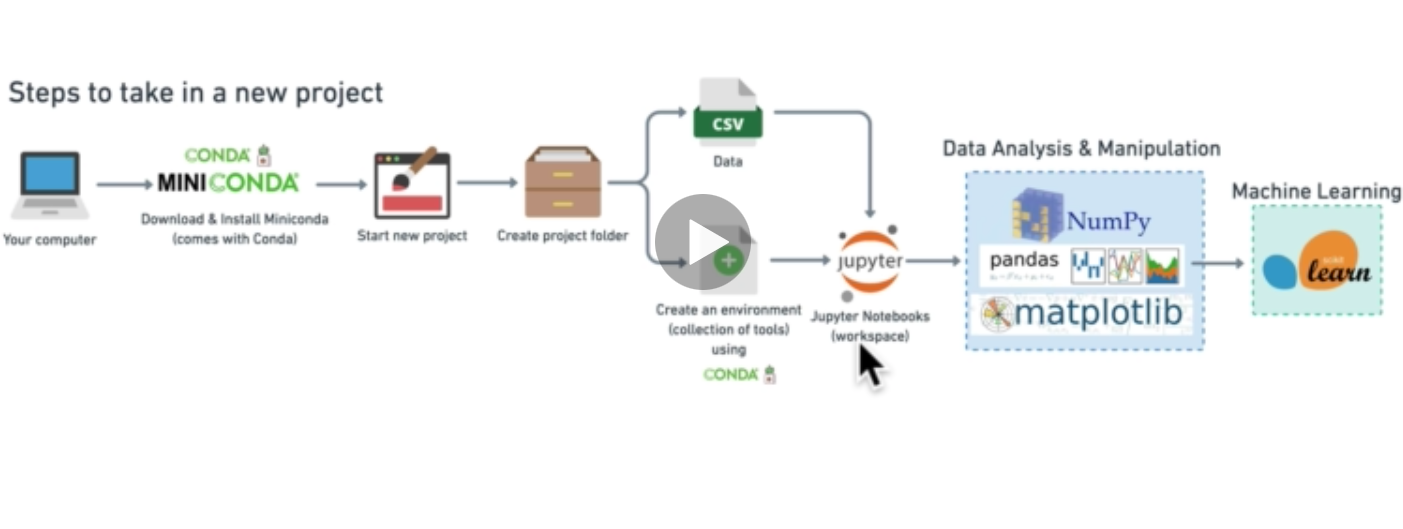 Steps to take in a new project
Your computer
CONDA
MINICONDA
Download & Install Miniconda
(comes with Conda)
Start new project
Create project folder
CSV
Data
Create an environment
(collection of tools)
using
CONDA
jupyter
Jupyter Notebooks
(workspace)
Data Analysis & Manipulation
NumPy
pandas
matplotlib
Machine Learning
scikit
learn